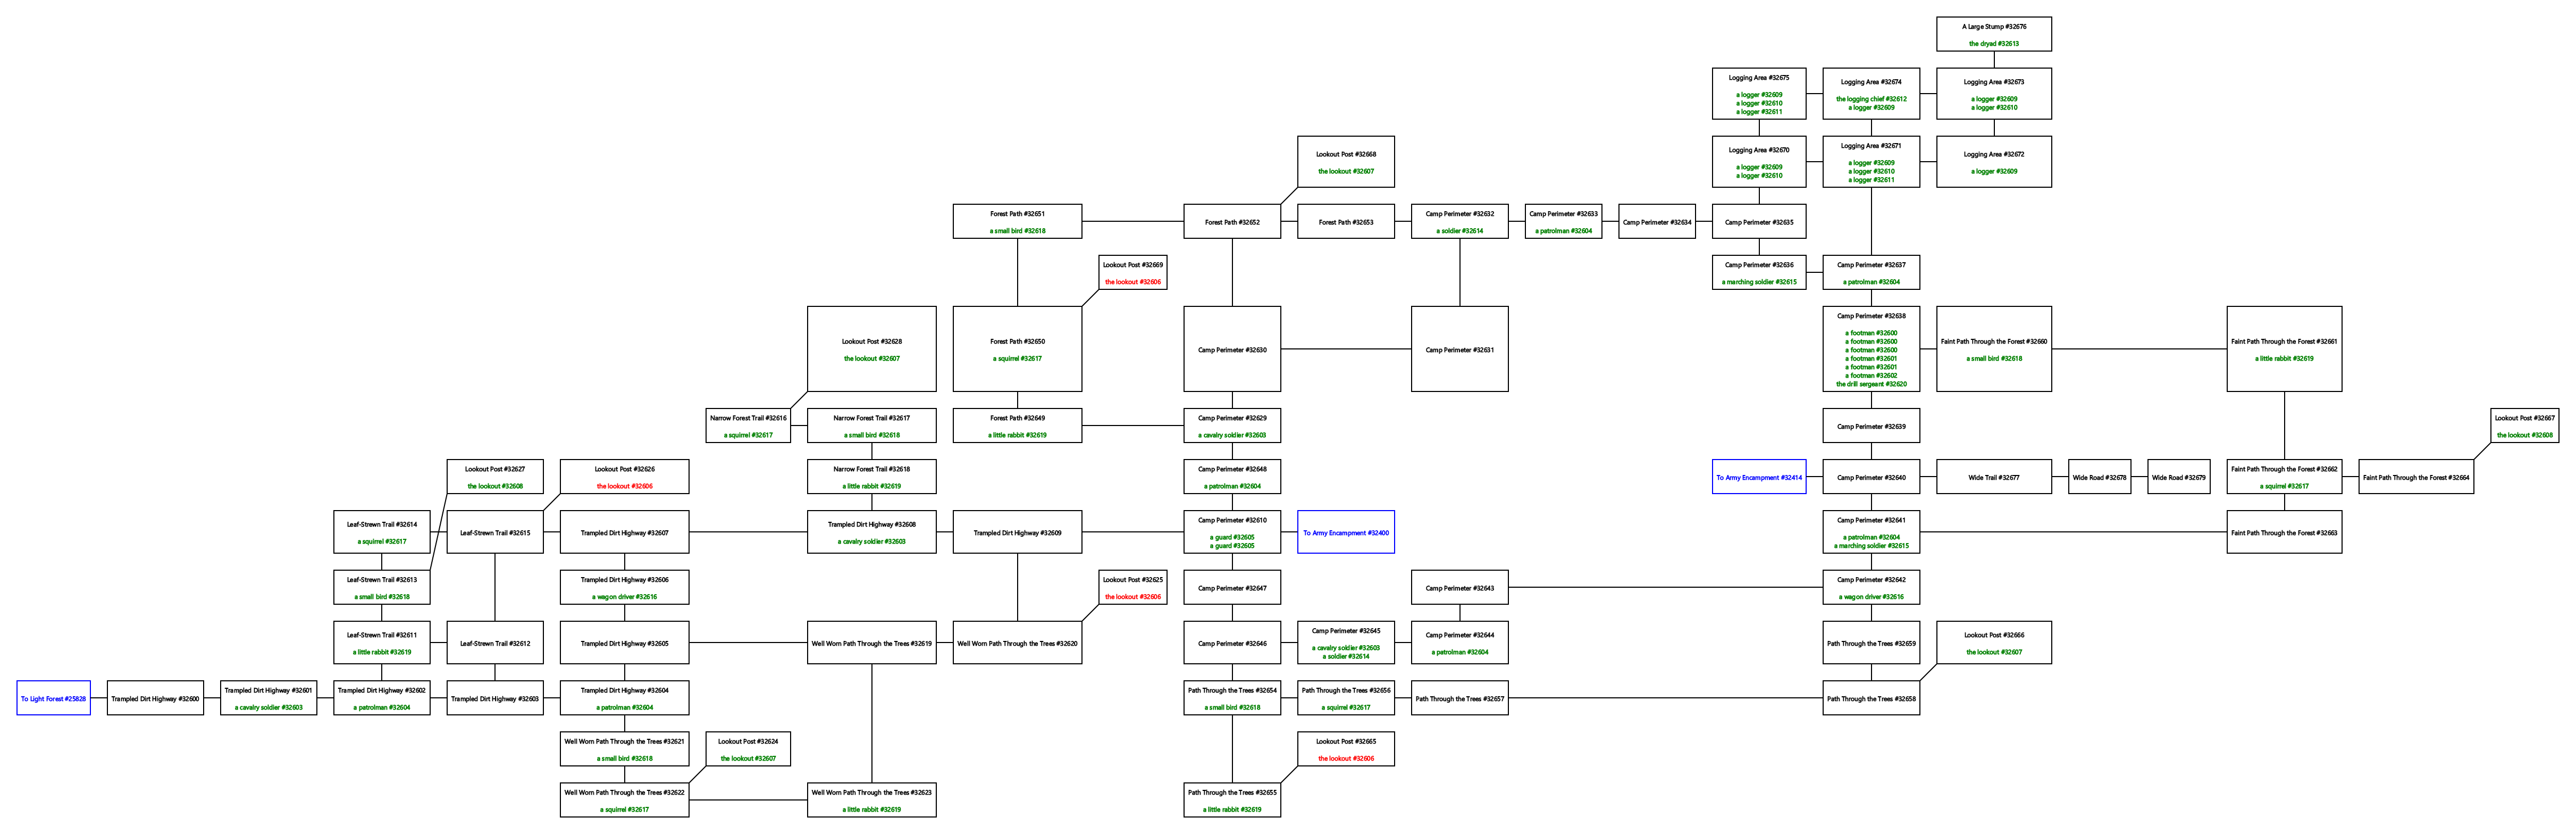 A Large Stump #32676
the dryad #32613
Logging Area #32675
a logger #32609
a logger #32610
a logger #32611
Logging Area #32674
the logging chief #32612
a logger #32609
Logging Area #32673
a logger #32609
a logger #32610
Lookout Post #32668
the lookout #32607
Logging Area #32670
a logger #32609
a logger #32610
Logging Area #32671
a logger #32609
a logger #32610
a logger #32611
Logging Area #32672
a logger #32609
Forest Path #32651
a small bird #32618
Forest Path #32652
Forest Path #32653
Camp Perimeter #32632
a soldier #32614
Camp Perimeter #32633
a patrolman #32604
Camp Perimeter #32634
Camp Perimeter #32635
Lookout Post #32669
the lookout #32606
Camp Perimeter #32636
a marching soldier #32615
Camp Perimeter #32637
a patrolman #32604
Lookout Post #32628
the lookout #32607
Forest Path #32650
a squirrel #32617
Camp Perimeter #32630
Camp Perimeter #32631
Camp Perimeter #32638
a footman #32600
a footman #32600
a footman #32600
a footman #32601
a footman #32601
a footman #32602
the drill sergeant #32620
Faint Path Through the Forest #32660
a small bird #32618
Faint Path Through the Forest #32661
a little rabbit #32619
Narrow Forest Trail #32616
a squirrel #32617
Narrow Forest Trail #32617
a small bird #32618
Forest Path #32649
a little rabbit #32619
Camp Perimeter #32629
a cavalry soldier #32603
Camp Perimeter #32639
Lookout Post #32667
the lookout #32608
Lookout Post #32627
the lookout #32608
Lookout Post #32626
the lookout #32606
Narrow Forest Trail #32618
a little rabbit #32619
Camp Perimeter #32648
a patrolman #32604
To Army Encampment #32414
Camp Perimeter #32640
Wide Trail #32677
Wide Road #32678
Wide Road #32679
Faint Path Through the Forest #32662
a squirrel #32617
Faint Path Through the Forest #32664
Leaf-Strewn Trail #32614
a squirrel #32617
Leaf-Strewn Trail #32615
Trampled Dirt Highway #32607
Trampled Dirt Highway #32608
a cavalry soldier #32603
Trampled Dirt Highway #32609
Camp Perimeter #32610
a guard #32605
a guard #32605
To Army Encampment #32400
Camp Perimeter #32641
a patrolman #32604
a marching soldier #32615
Faint Path Through the Forest #32663
Leaf-Strewn Trail #32613
a small bird #32618
Trampled Dirt Highway #32606
a wagon driver #32616
Lookout Post #32625
the lookout #32606
Camp Perimeter #32647
Camp Perimeter #32643
Camp Perimeter #32642
a wagon driver #32616
Leaf-Strewn Trail #32611
a little rabbit #32619
Leaf-Strewn Trail #32612
Trampled Dirt Highway #32605
Well Worn Path Through the Trees #32619
Well Worn Path Through the Trees #32620
Camp Perimeter #32646
Camp Perimeter #32645
a cavalry soldier #32603
a soldier #32614
Camp Perimeter #32644
a patrolman #32604
Path Through the Trees #32659
Lookout Post #32666
the lookout #32607
To Light Forest #25828
Trampled Dirt Highway #32600
Trampled Dirt Highway #32601
a cavalry soldier #32603
Trampled Dirt Highway #32602
a patrolman #32604
Trampled Dirt Highway #32603
Trampled Dirt Highway #32604
a patrolman #32604
Path Through the Trees #32654
a small bird #32618
Path Through the Trees #32656
a squirrel #32617
Path Through the Trees #32657
Path Through the Trees #32658
Well Worn Path Through the Trees #32621
a small bird #32618
Lookout Post #32624
the lookout #32607
Lookout Post #32665
the lookout #32606
Well Worn Path Through the Trees #32622
a squirrel #32617
Well Worn Path Through the Trees #32623
a little rabbit #32619
Path Through the Trees #32655
a little rabbit #32619